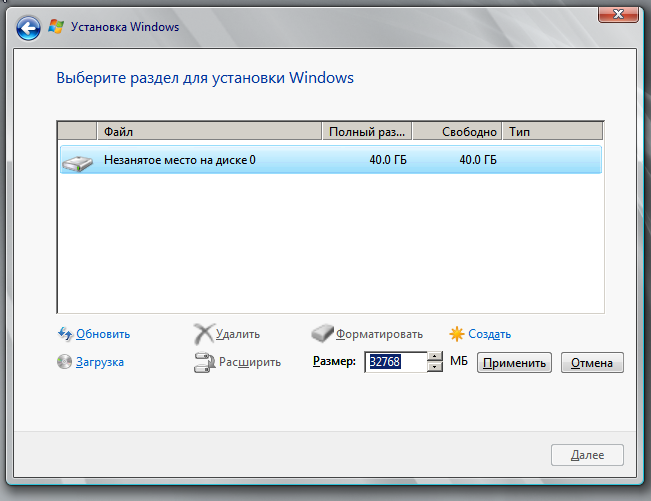 Установка Windows
Выберите раздел для установки Windows
Файл Полный раз... Свободно Тип
Незанятое место на диске 0 40.0 ГБ 40.0 ГБ
Обновить Удалить Форматировать Создать
Загрузка Расширить Размер: 32768 МБ Применить Отмена
Далее